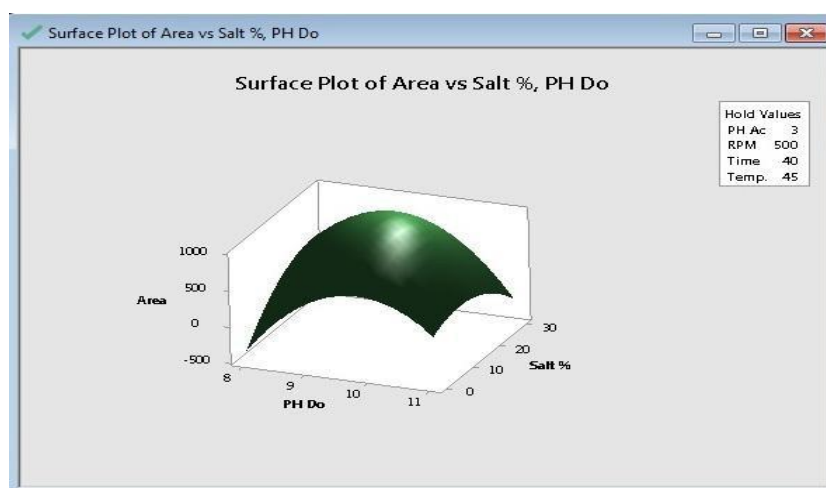 Surface Plot of Area vs Salt %, PH Do
Surface Plot of Area vs Salt %, PH Do
Hold Values
PH Ac 3
RPM 500
Time 40
Temp. 45
1000
500
0
-500
Area
8
9
10
11
PH Do
0
10
20
30
Salt %